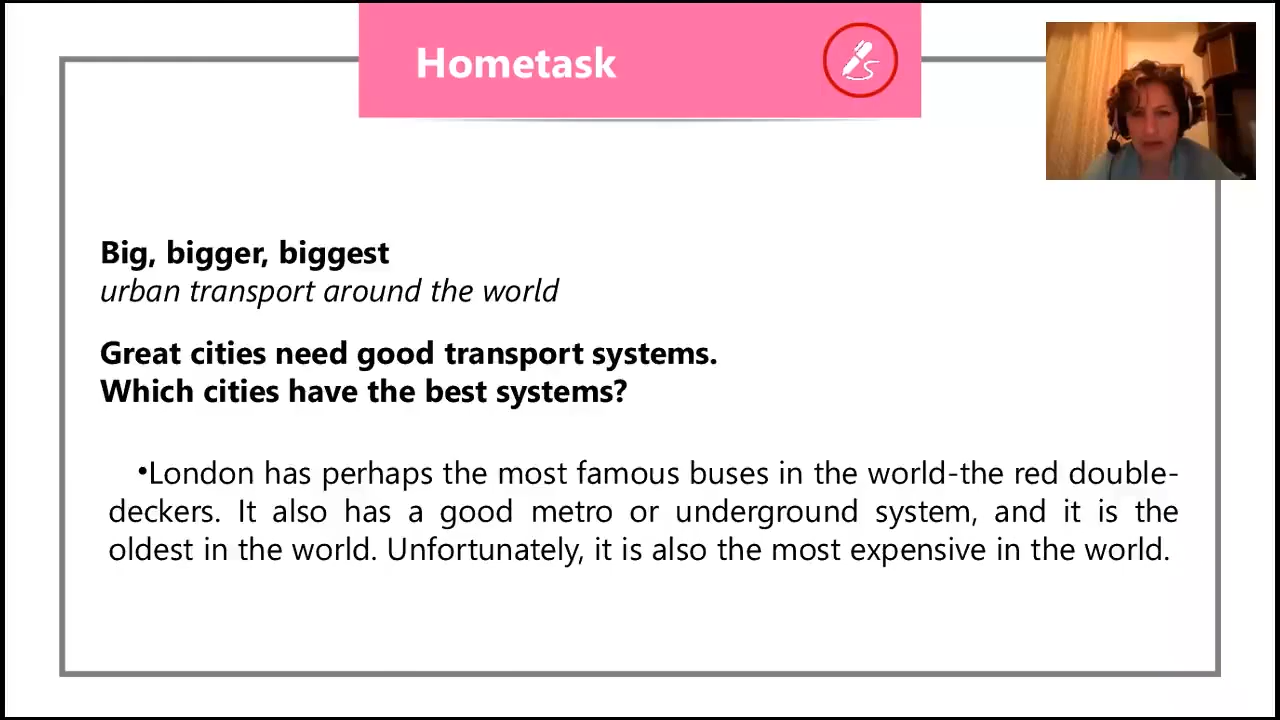 Hometask
Big, bigger, biggest
urban transport around the world
Great cities need good transport systems.
Which cities have the best systems?
•London has perhaps the most famous buses in the world-the red double-
deckers. It also has a good metro or underground system, and it is the
oldest in the world. Unfortunately, it is also the most expensive in the world.